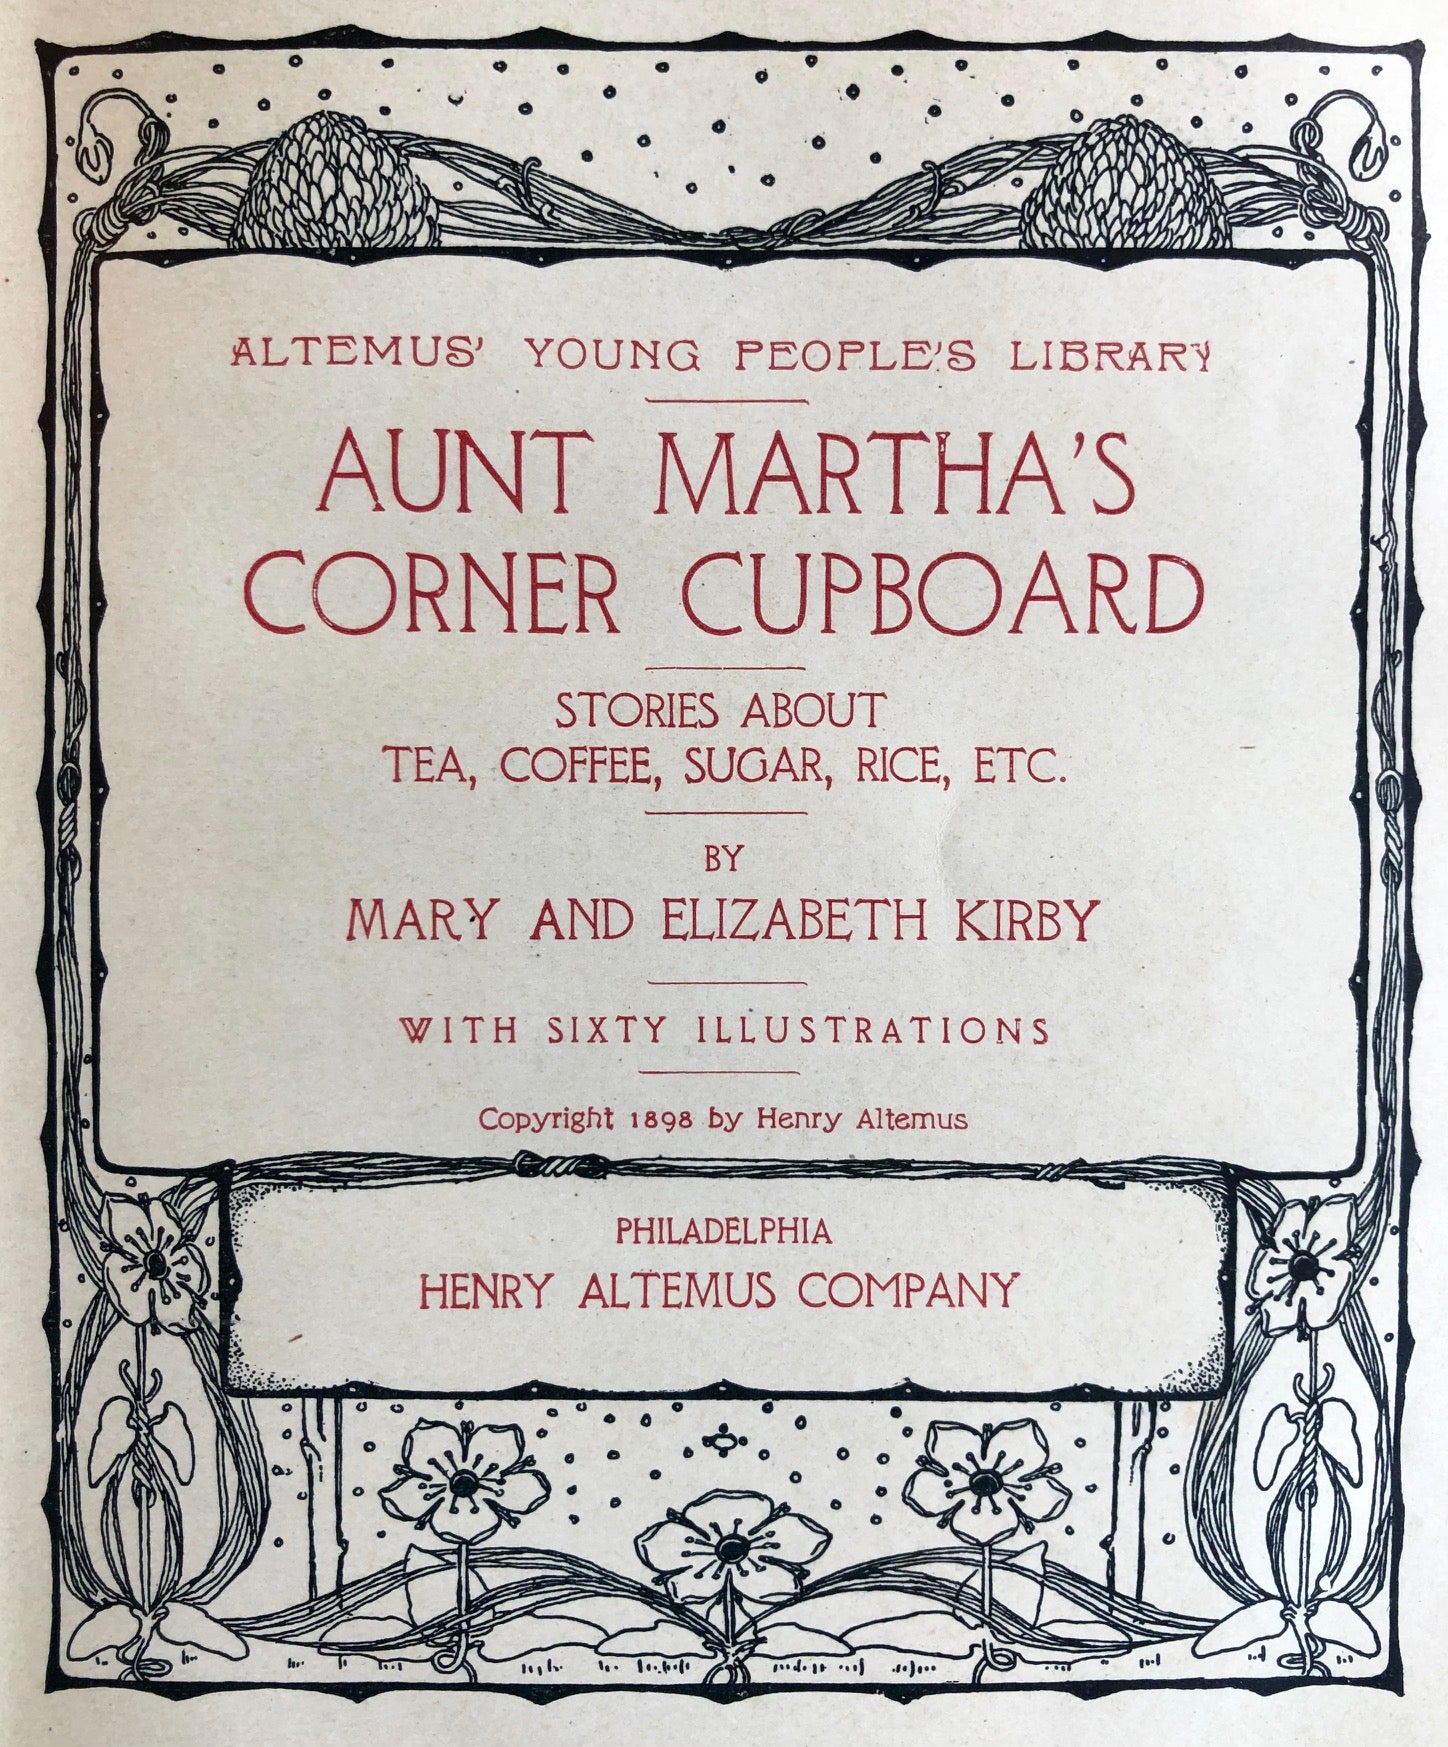 ALTEMUS' YOUNG PEOPLE'S LIBRARY
AUNT MARTHA'S
CORNER CUPBOARD
STORIES ABOUT
TEA, COFFEE, SUGAR, RICE, ETC.
BY
MARY AND ELIZABETH KIRBY
WITH SIXTY ILLUSTRATIONS
Copyright 1898 by Henry Altemus
PHILADELPHIA
HENRY ALTEMUS COMPANY